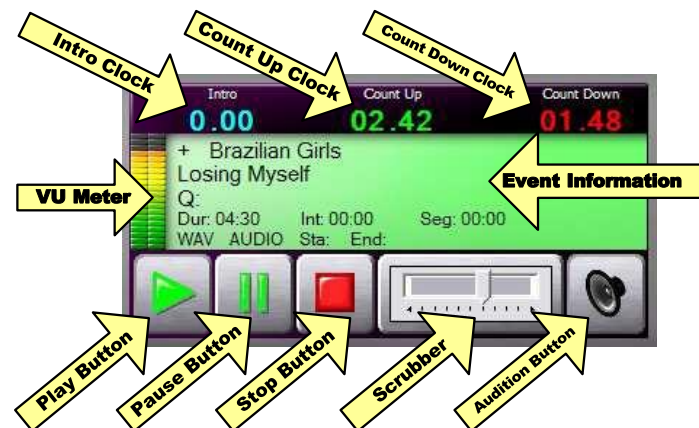 Intro Clock
Count Up Clock
Count Down Clock
Intro
Count Up
Count Down
0.00
02.42
01.48
+ Brazilian Girls
Losing Myself
Q:
Dur: 04:30 Int: 00:00 Seg: 00:00
WAV AUDIO Sta: End:
VU Meter
Event Information
Play Button
Pause Button
Stop Button
Scrubber
Audition Button